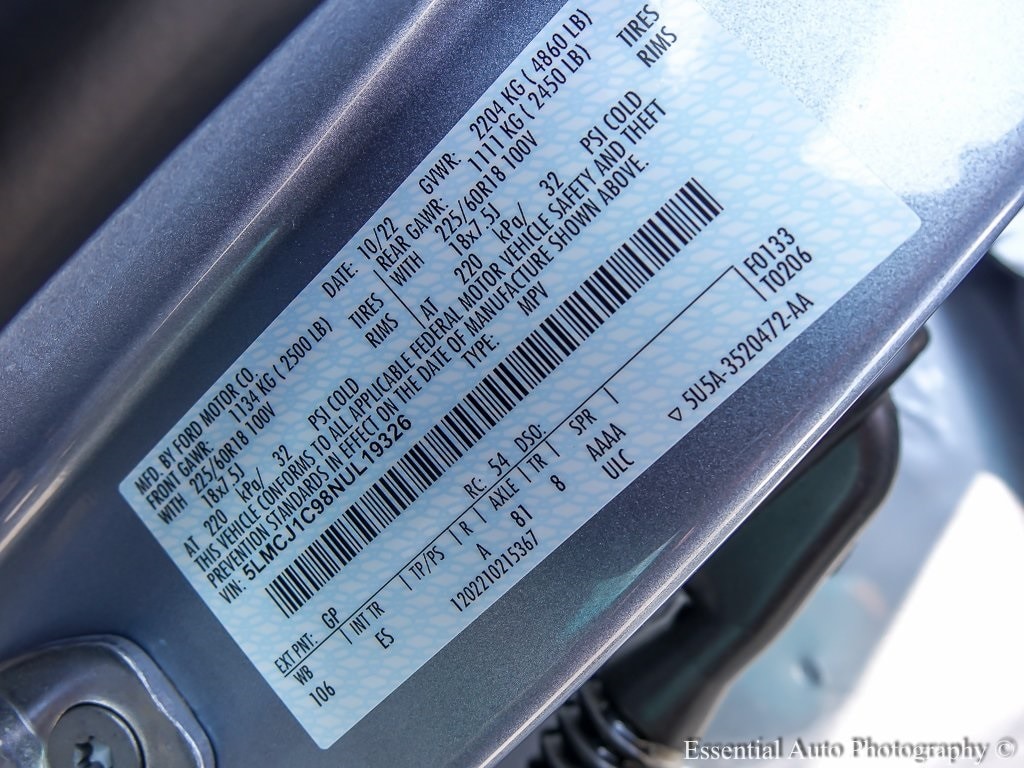 MFD. BY FORD MOTOR CO.
DATE: 10/22 GVWR: 2204 KG ( 4860 LB)
FRONT GAWR: 1134 KG ( 2500 LB) REAR GAWR: 1111 KG ( 2450 LB)
WITH 225/60R18 100V TIRES WITH 225/60R18 100V TIRES
18x7.5J RIMS 18x7.5J RIMS
AT 220 kPa/ 32 PSI COLD AT 220 kPa/ 32 PSI COLD
THIS VEHICLE CONFORMS TO ALL APPLICABLE FEDERAL MOTOR VEHICLE SAFETY AND THEFT
PREVENTION STANDARDS IN EFFECT ON THE DATE OF MANUFACTURE SHOWN ABOVE.
VIN: 5LMCJ1C98NUL19326 TYPE: MPV
EXT PNT: GP RC: 54 DSO: F0133
WB INT TR TP/PS R AXLE TR SPR T0206
106 ES A 81 8 AAAA
1202210215367 ULC
▽ 5U5A-3520472-AA
Essential Auto Photography ©